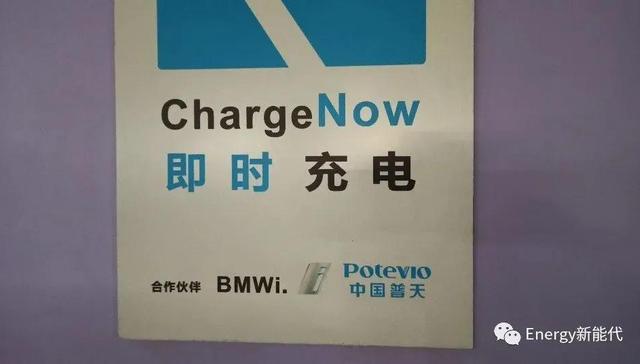 ChargeNow
即时充电
合作伙伴 BMWi. i Potevio
中国普天
Energy新能代